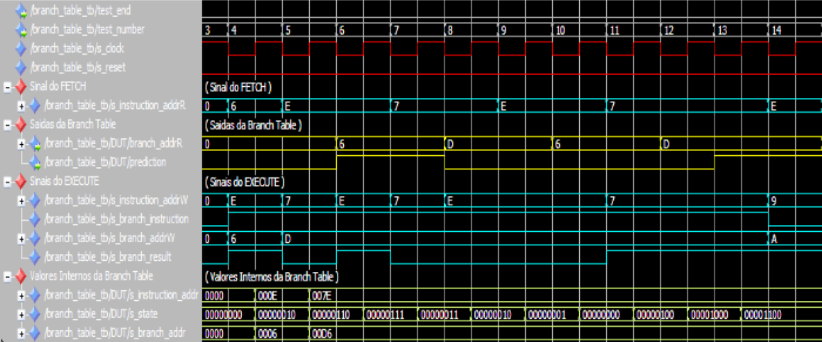 /branch_table_tb/test_end
/branch_table_tb/test_number 3 4 5 6 7 8 9 10 11 12 13 14
/branch_table_tb/s_clock
/branch_table_tb/s_reset
Sinal do FETCH (Sinal do FETCH)
/branch_table_tb/s_instruction_addrR 0 6 E 7 E 7 E
Saidas da Branch Table (Saidas da Branch Table)
/branch_table_tb/DUT/branch_addrR 0 6 D 6 D
/branch_table_tb/DUT/prediction
Sinais do EXECUTE (Sinais do EXECUTE)
/branch_table_tb/s_instruction_addrW 0 E 7 E 7 E 7 9
/branch_table_tb/s_branch_instruction
/branch_table_tb/s_branch_addrW 0 6 D A
/branch_table_tb/s_branch_result
Valores Internos da Branch Table (Valores Internos da Branch Table)
/branch_table_tb/DUT/s_instruction_addr 0000 000E 007E
/branch_table_tb/DUT/s_state 00000000 00000010 00000110 00000111 00000011 00000010 00000001 00000000 00000100 00001000 00001100
/branch_table_tb/DUT/s_branch_addr 0000 0006 00D6